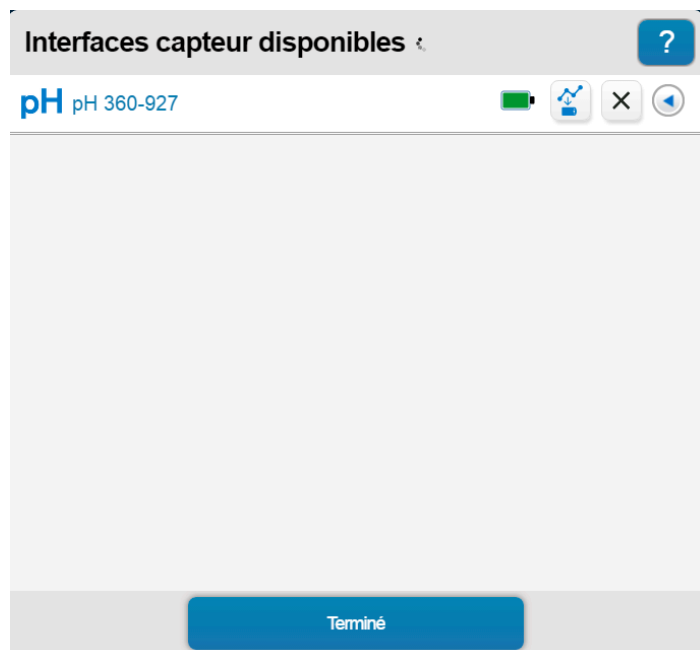 Interfaces capteur disponibles
?
pH pH 360-927
Terminé